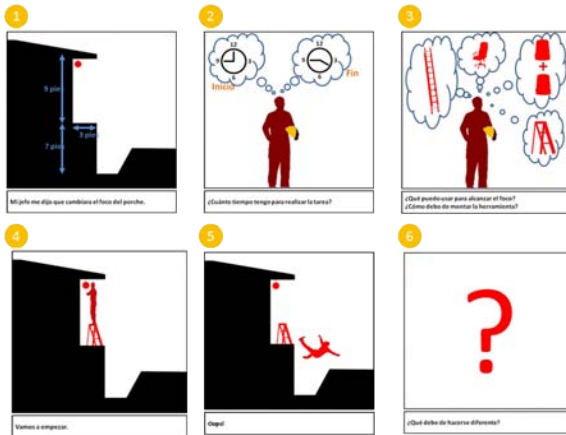 1
2
3
9 pies
3 pies
7 pies
12
9
3
6
Inicio
12
9
3
6
Fin
+
Mi jefe me dijo que cambiara el foco del porche.
¿Cuánto tiempo tengo para realizar la tarea?
¿Qué puedo usar para alcanzar el foco?
¿Cómo debo de montar la herramienta?
4
5
6
?
Vamos a empezar.
Oops!
¿Qué debo de hacerse diferente?